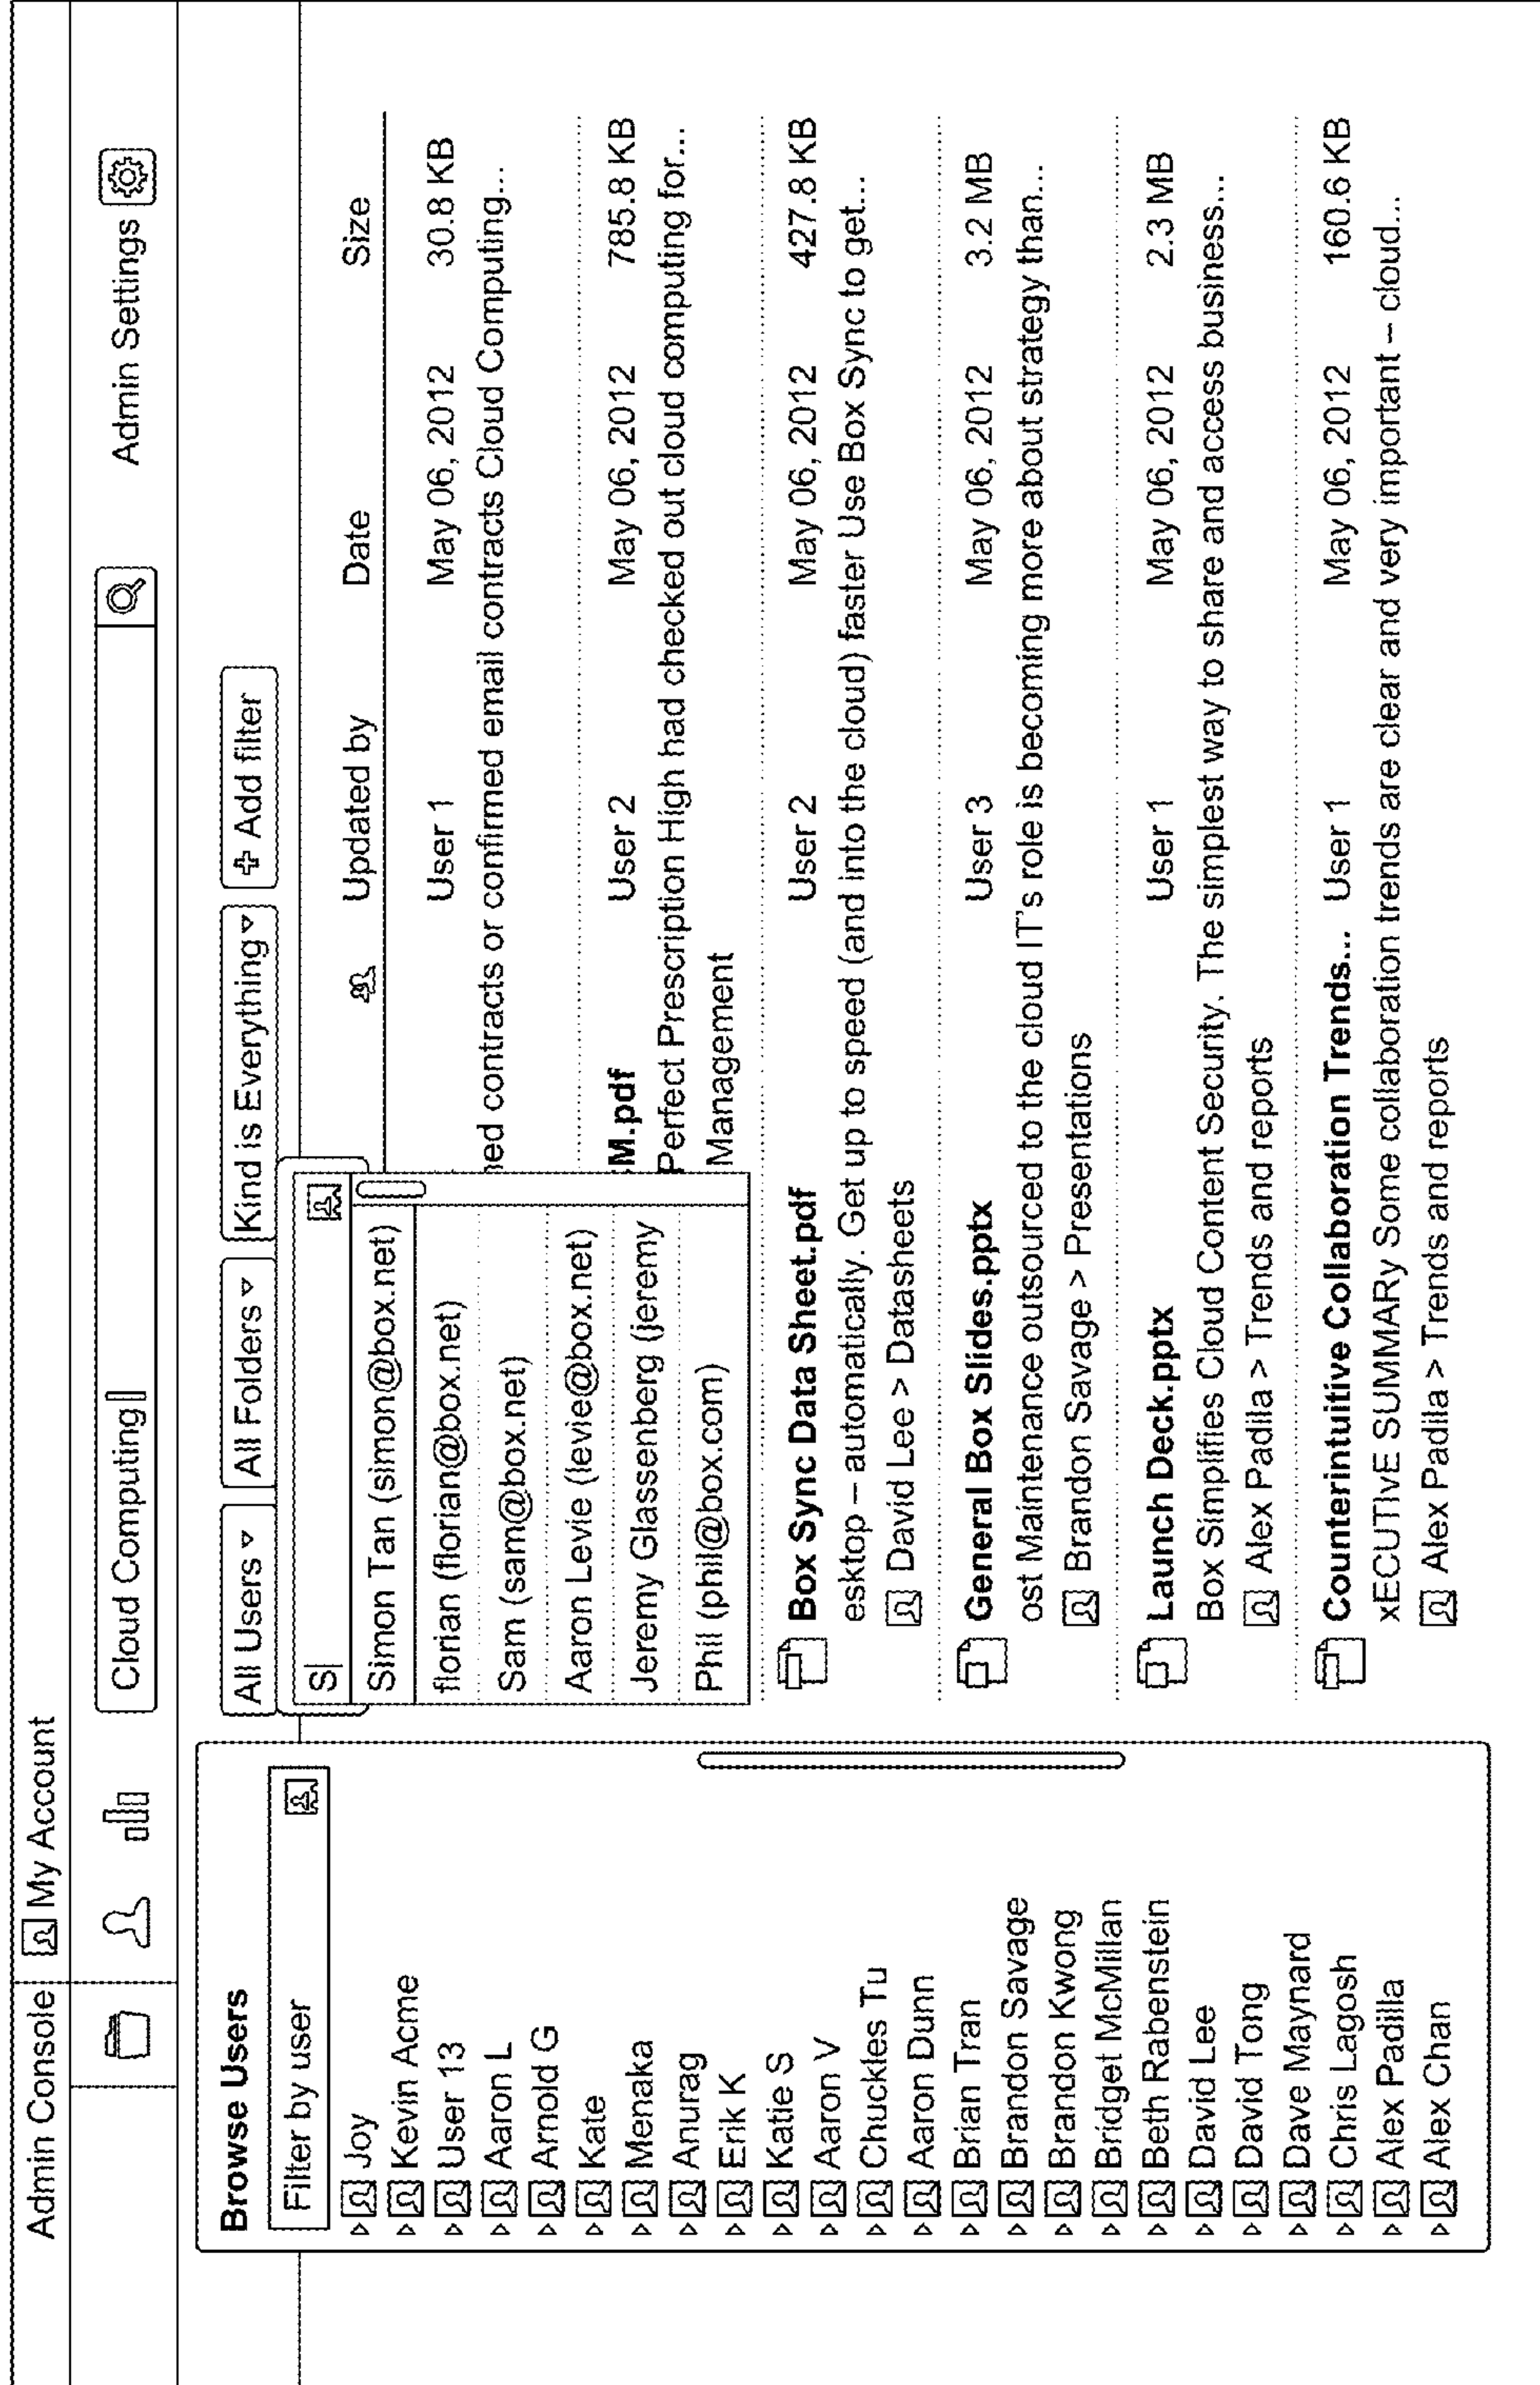 Admin Console My Account
Cloud Computing Admin Settings
Browse Users
Filter by user
Joy
Kevin Acme
User 13
Aaron L
Arnold G
Kate
Menaka
Anurag
Erik K
Katie S
Aaron V
Chuckles Tu
Aaron Dunn
Brian Tran
Brandon Savage
Brandon Kwong
Bridget McMillan
Beth Rabenstein
David Lee
David Tong
Dave Maynard
Chris Lagosh
Alex Padilla
Alex Chan
All Users All Folders Kind is Everything + Add filter
S
Simon Tan (simon@box.net)
florian (florian@box.net)
Sam (sam@box.net)
Aaron Levie (levie@box.net)
Jeremy Glassenberg (jeremy
Phil (phil@box.com)
Updated by Date Size
User 1 May 06, 2012 30.8 KB
ned contracts or confirmed email contracts Cloud Computing...
M.pdf User 2 May 06, 2012 785.8 KB
Perfect Prescription High had checked out cloud computing for...
Management
Box Sync Data Sheet.pdf User 2 May 06, 2012 427.8 KB
esktop – automatically. Get up to speed (and into the cloud) faster Use Box Sync to get...
David Lee > Datasheets
General Box Slides.pptx User 3 May 06, 2012 3.2 MB
ost Maintenance outsourced to the cloud IT's role is becoming more about strategy than...
Brandon Savage > Presentations
Launch Deck.pptx User 1 May 06, 2012 2.3 MB
Box Simplifies Cloud Content Security. The simplest way to share and access business...
Alex Padila > Trends and reports
Counterintuitive Collaboration Trends... User 1 May 06, 2012 160.6 KB
xECUTIvE SUMMARy Some collaboration trends are clear and very important – cloud...
Alex Padila > Trends and reports